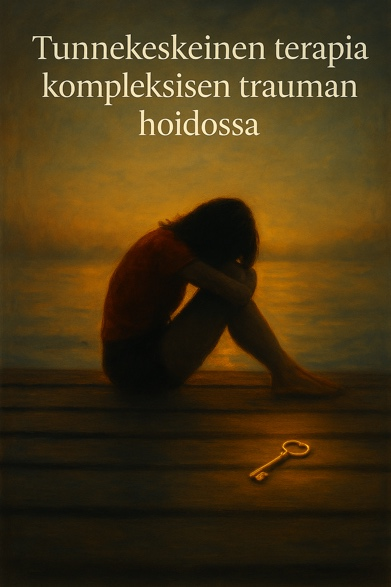 Tunnekeskeinen terapia
kompleksisen trauman
hoidossa